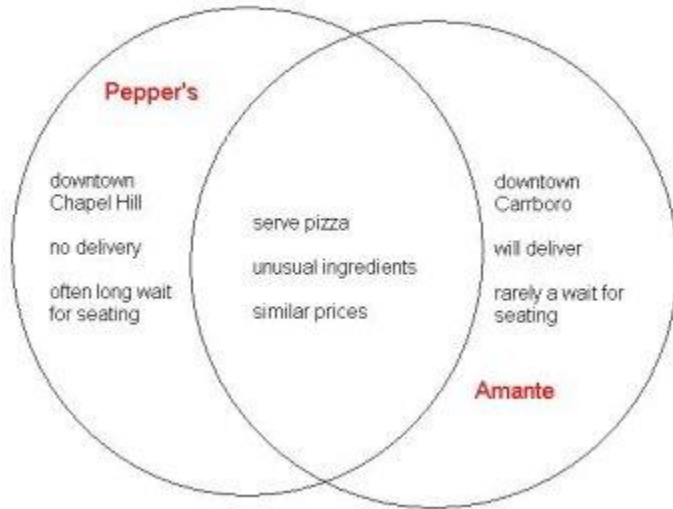 Pepper's
downtown
Chapel Hill
no delivery
often long wait
for seating
serve pizza
unusual ingredients
similar prices
downtown
Carrboro
will deliver
rarely a wait for
seating
Amante